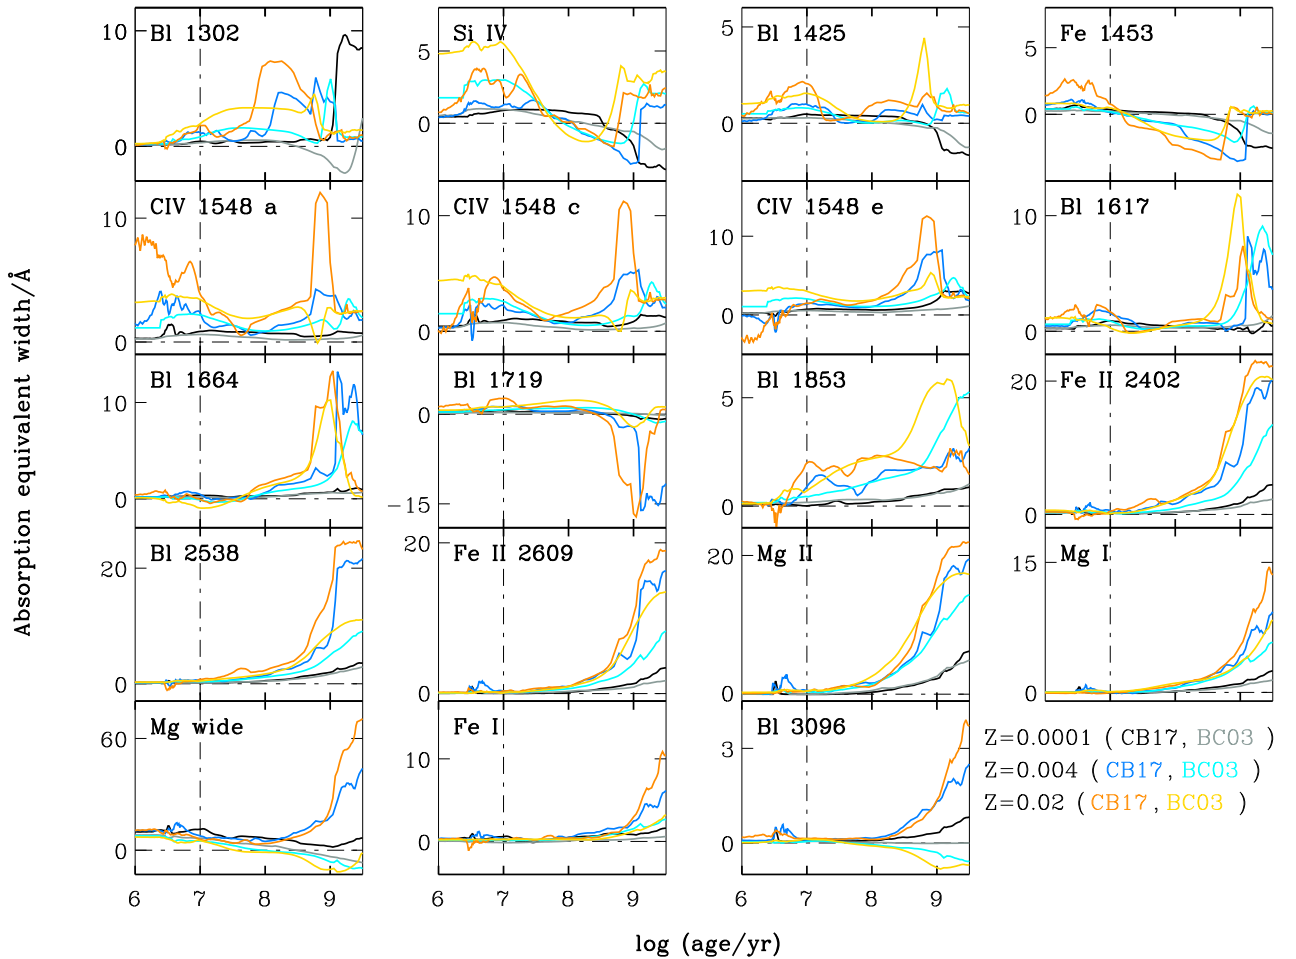 Bl 1302 Si IV Bl 1425 Fe 1453
10 0
5 0
5 0
5 0
CIV 1548 a CIV 1548 c CIV 1548 e Bl 1617
10 0
10 0
10 0
10 0
Bl 1664 Bl 1719 Bl 1853 Fe II 2402
10 0
0 −15
5 0
20 0
Bl 2538 Fe II 2609 Mg II Mg I
20 0
20 0
20 0
15 0
Mg wide Fe I Bl 3096
60 0
10 0
3 0
Z=0.0001 ( CB17, BC03 )
Z=0.004 ( CB17, BC03 )
Z=0.02 ( CB17, BC03 )
6 7 8 9 6 7 8 9 6 7 8 9
log (age/yr)
Absorption equivalent width/Å